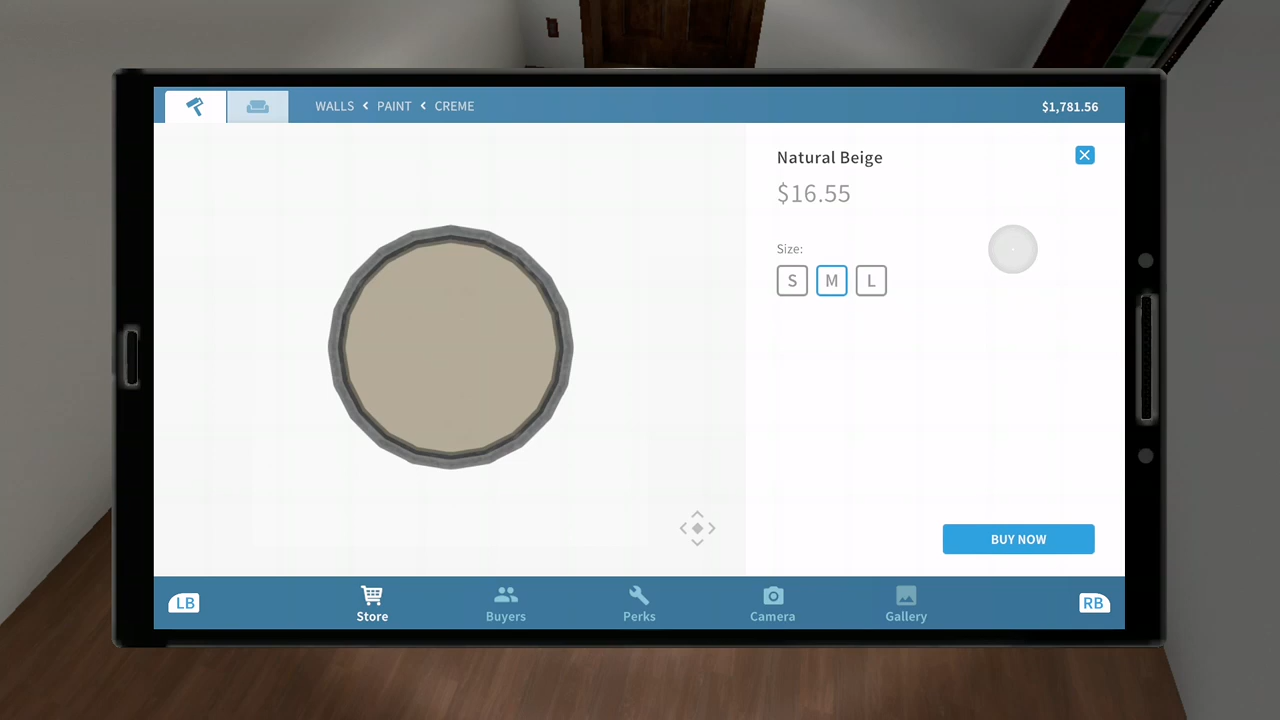 WALLS < PAINT < CREME
$1,781.56
Natural Beige
$16.55
Size:
S M L
BUY NOW
LB
Store
Buyers
Perks
Camera
Gallery
RB